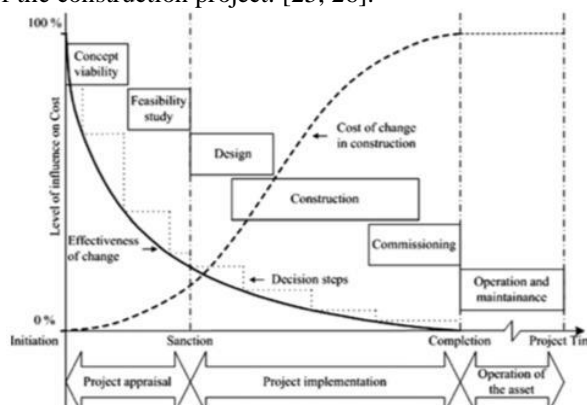 the construction project. [25, 26].
100 %
Concept
viability
Feasibility
study
Design
Cost of change
in construction
Construction
Level of influence on Cost
Effectiveness
of change
Commissioning
Decision steps
Operation and
maintainance
0 %
Initiation
Sanction
Completion
Project Tim
Project appraisal
Project implementation
Operation of
the asset